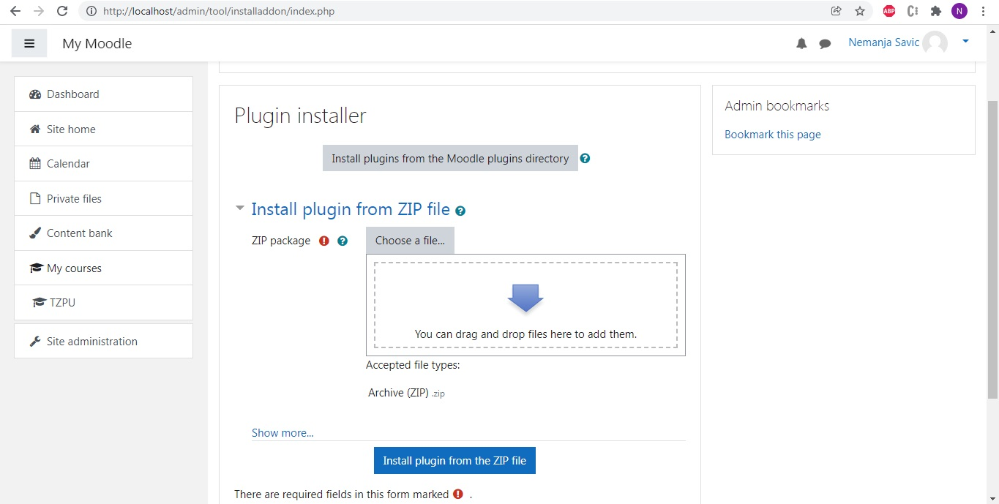 http://localhost/admin/tool/installaddon/index.php
ABP
N
My Moodle
Nemanja Savic
Dashboard
Site home
Calendar
Private files
Content bank
My courses
TZPU
Site administration
Plugin installer
Install plugins from the Moodle plugins directory
Install plugin from ZIP file
ZIP package
Choose a file...
You can drag and drop files here to add them.
Accepted file types:
Archive (ZIP) .zip
Show more...
Install plugin from the ZIP file
There are required fields in this form marked .
Admin bookmarks
Bookmark this page